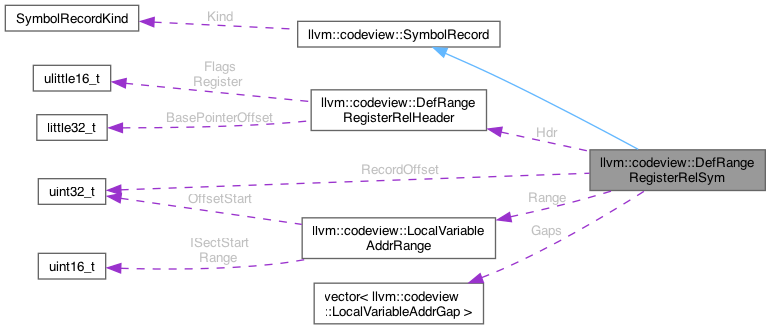 SymbolRecordKind
Kind
llvm::codeview::SymbolRecord
ulittle16_t
Flags
Register
llvm::codeview::DefRange
RegisterRelHeader
little32_t
BasePointerOffset
Hdr
llvm::codeview::DefRange
RegisterRelSym
RecordOffset
uint32_t
OffsetStart
Range
llvm::codeview::LocalVariable
AddrRange
Gaps
ISectStart
Range
uint16_t
vector< llvm::codeview
::LocalVariableAddrGap >